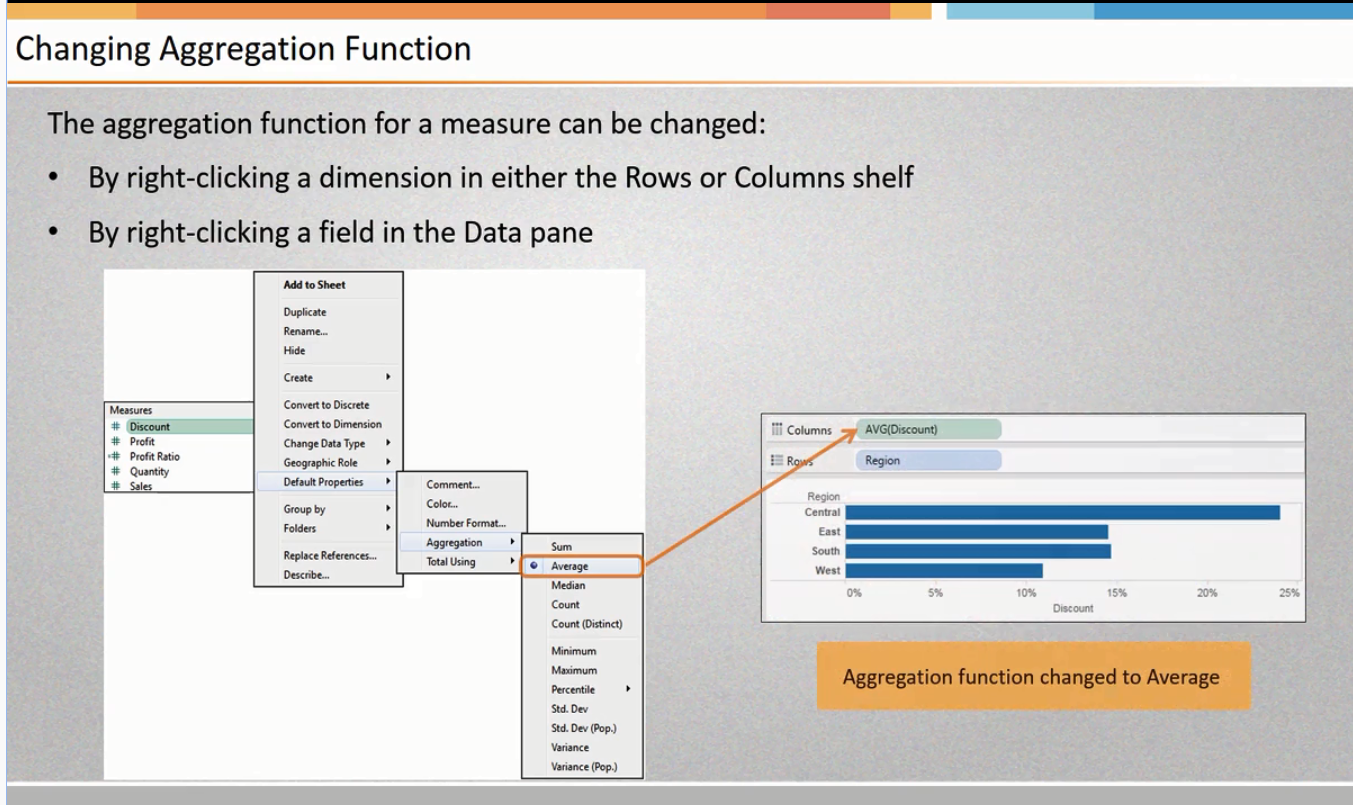 Changing Aggregation Function
The aggregation function for a measure can be changed:
• By right-clicking a dimension in either the Rows or Columns shelf
• By right-clicking a field in the Data pane
Measures
# Discount
# Profit
=# Profit Ratio
# Quantity
# Sales
Add to Sheet
Duplicate
Rename...
Hide
Create
Convert to Discrete
Convert to Dimension
Change Data Type
Geographic Role
Default Properties
Group by
Folders
Replace References...
Describe...
Comment...
Color...
Number Format...
Aggregation
Total Using
Sum
Average
Median
Count
Count (Distinct)
Minimum
Maximum
Percentile
Std. Dev
Std. Dev (Pop.)
Variance
Variance (Pop.)
Columns AVG(Discount)
Rows Region
Region
Central
East
South
West
0% 5% 10% 15% 20% 25%
Discount
Aggregation function changed to Average